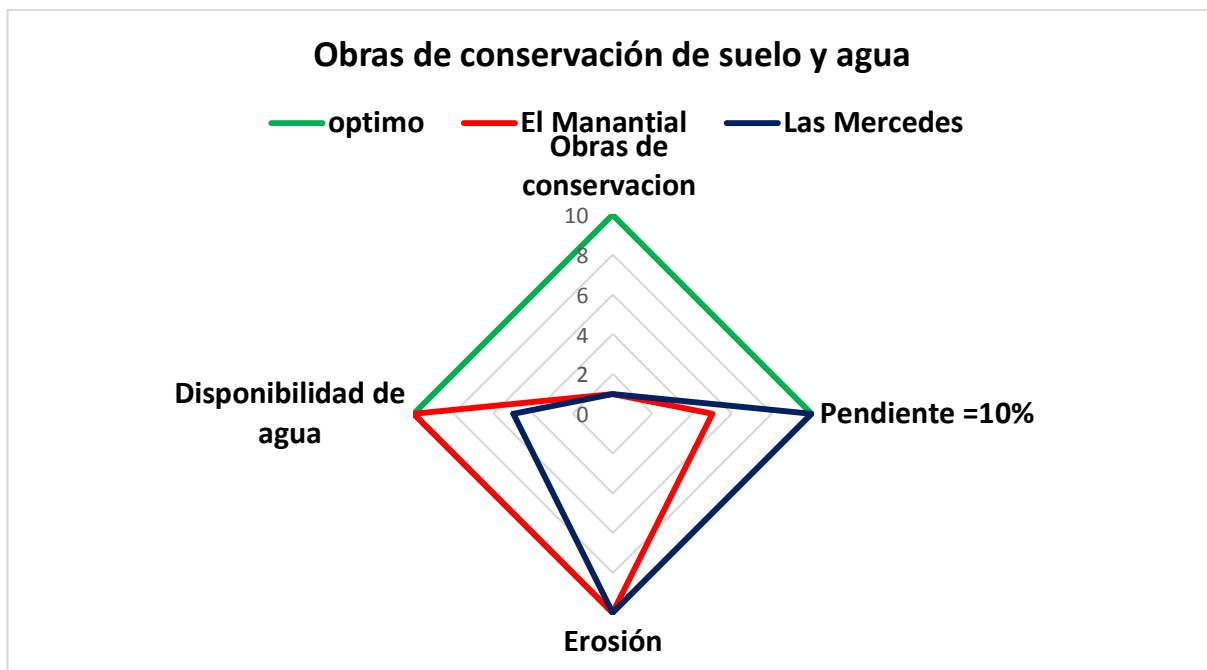 Obras de conservación de suelo y agua
optimo El Manantial Las Mercedes
Obras de
conservacion
10
8
6
4
2
0
Disponibilidad de
agua
Pendiente =10%
Erosión